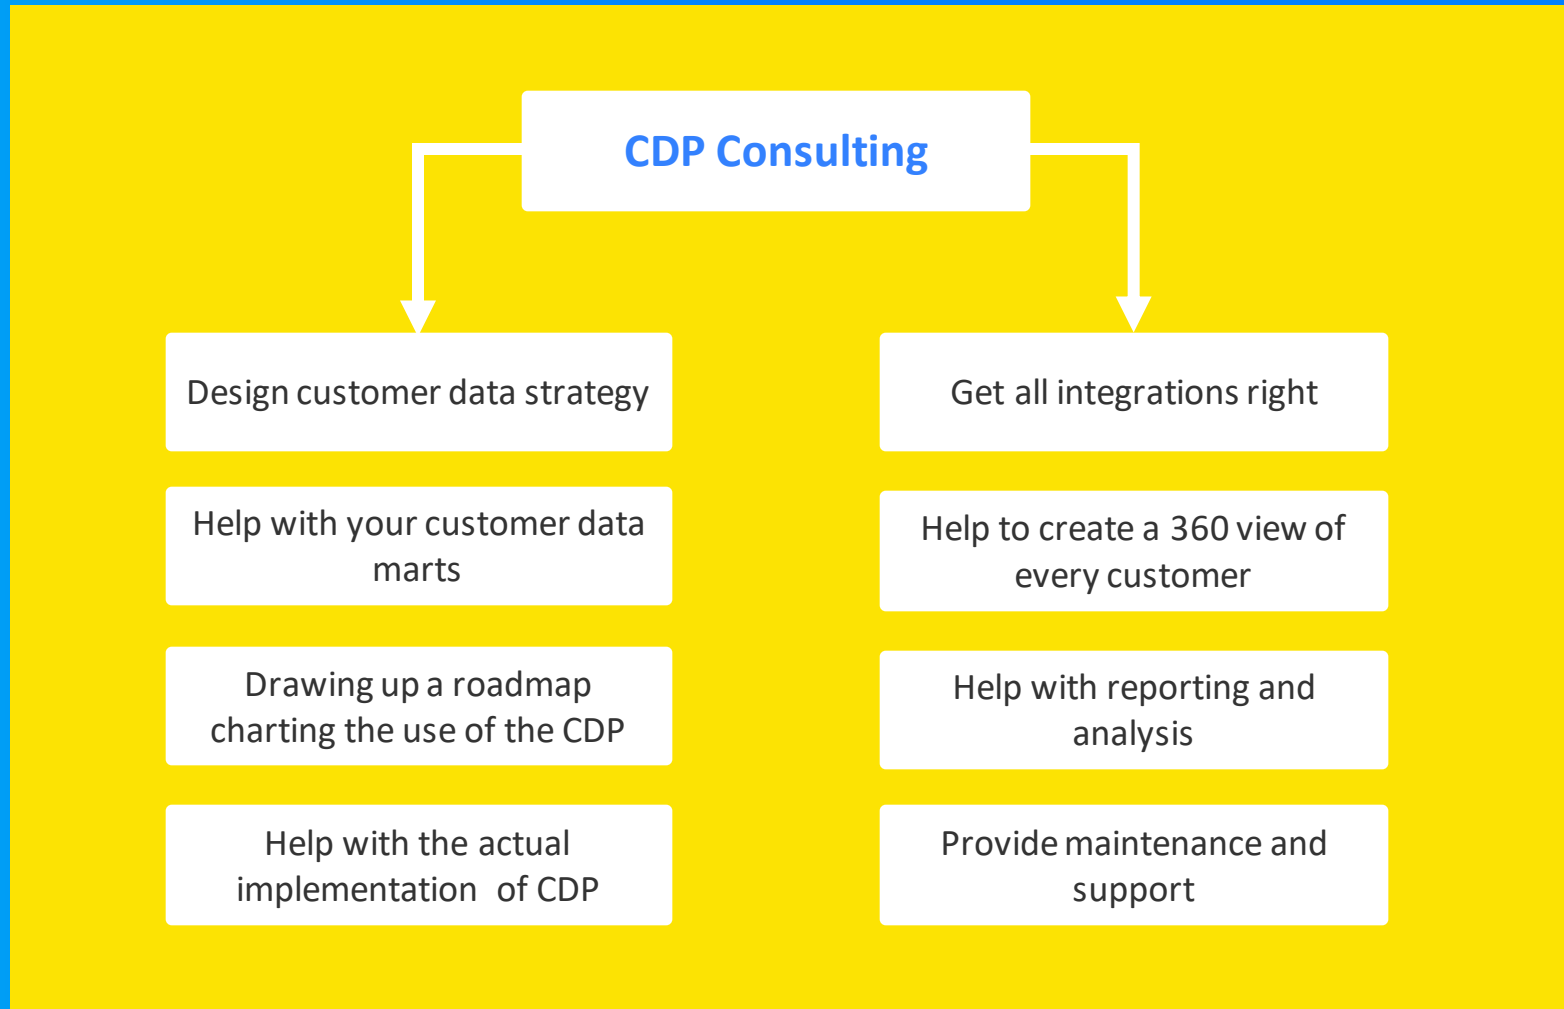 CDP Consulting
Design customer data strategy
Help with your customer data
marts
Drawing up a roadmap
charting the use of the CDP
Help with the actual
implementation of CDP
Get all integrations right
Help to create a 360 view of
every customer
Help with reporting and
analysis
Provide maintenance and
support